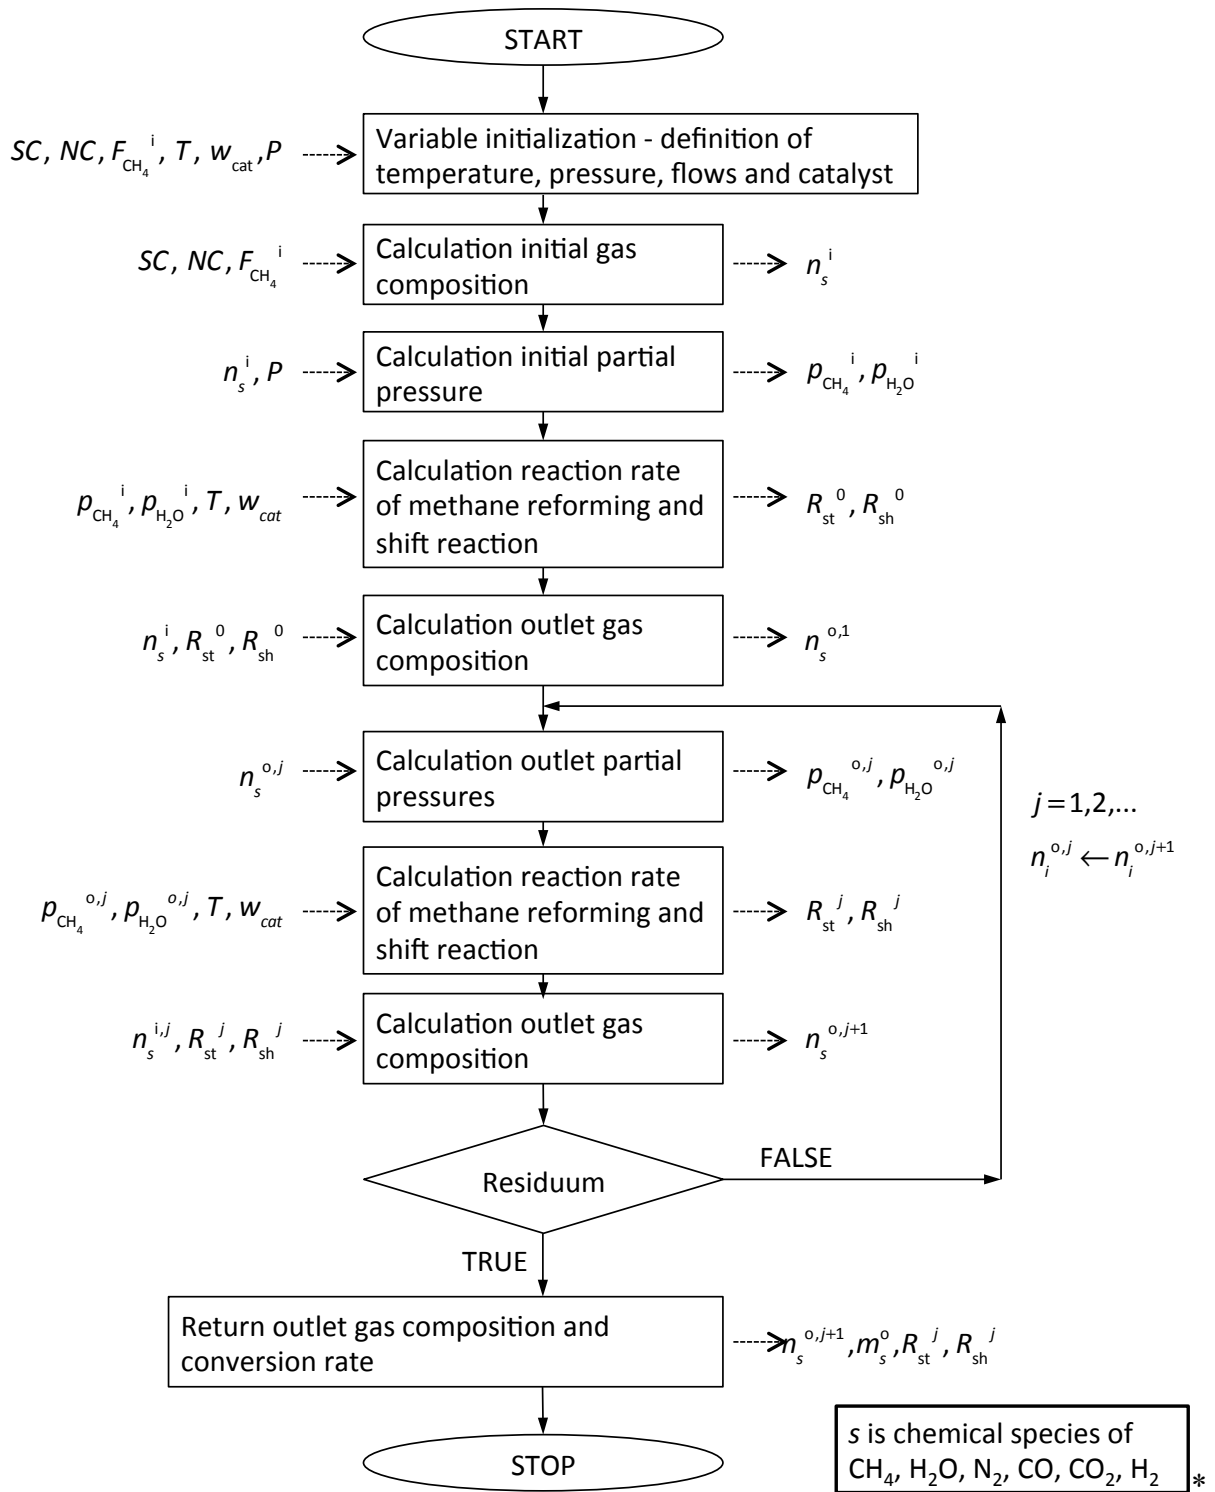 START
SC, NC, F_CH₄^i, T, w_cat, P
Variable initialization - definition of
temperature, pressure, flows and catalyst
SC, NC, F_CH₄^i
Calculation initial gas
composition
n_s^i
n_s^i, P
Calculation initial partial
pressure
p_CH₄^i, p_H₂O^i
p_CH₄^i, p_H₂O^i, T, w_cat
Calculation reaction rate
of methane reforming and
shift reaction
R_st^0, R_sh^0
n_s^i, R_st^0, R_sh^0
Calculation outlet gas
composition
n_s^o,1
n_s^o,j
Calculation outlet partial
pressures
p_CH₄^o,j, p_H₂O^o,j
j = 1,2,...
n_i^o,j ← n_i^o,j+1
p_CH₄^o,j, p_H₂O^o,j, T, w_cat
Calculation reaction rate
of methane reforming and
shift reaction
R_st^j, R_sh^j
n_s^i,j, R_st^j, R_sh^j
Calculation outlet gas
composition
n_s^o,j+1
Residuum
FALSE
TRUE
Return outlet gas composition and
conversion rate
n_s^o,j+1, m_s^o, R_st^j, R_sh^j
STOP
s is chemical species of
CH₄, H₂O, N₂, CO, CO₂, H₂ *